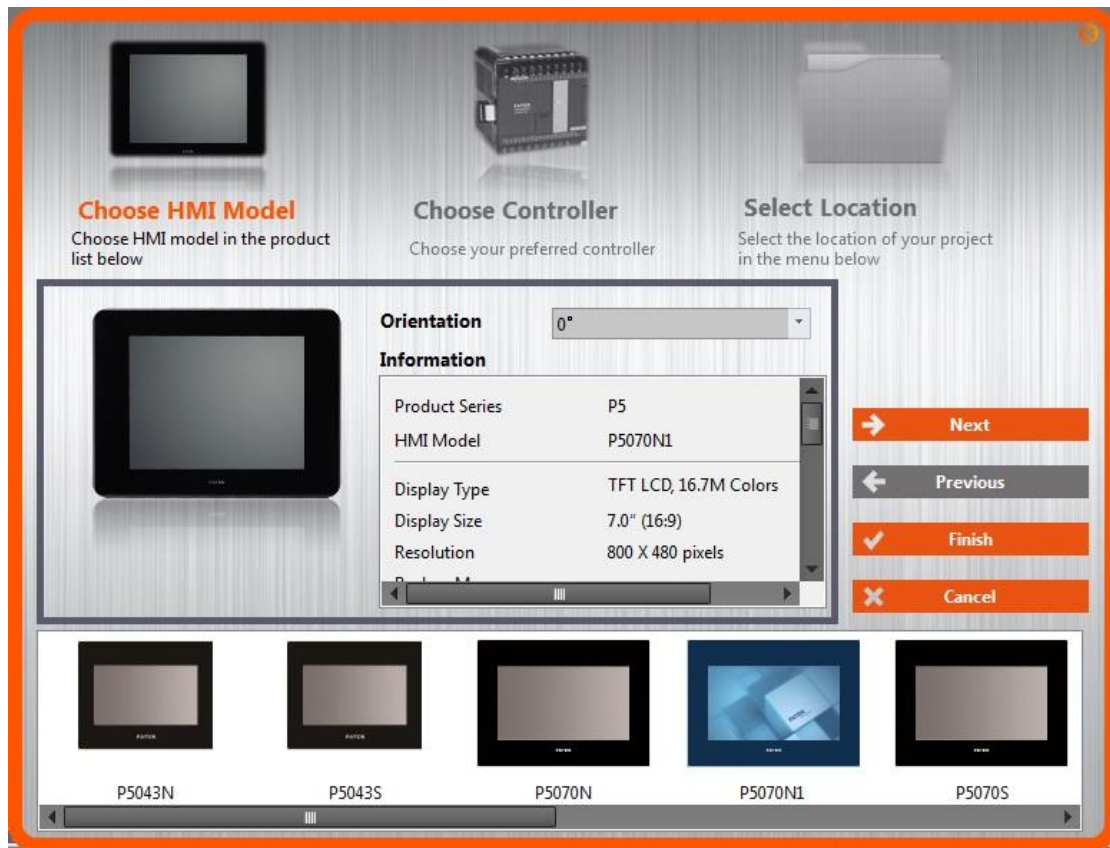 Choose HMI Model
Choose HMI model in the product
list below
Choose Controller
Choose your preferred controller
Select Location
Select the location of your project
in the menu below
Orientation 0°
Information
Product Series P5
HMI Model P5070N1
Display Type TFT LCD, 16.7M Colors
Display Size 7.0" (16:9)
Resolution 800 X 480 pixels
Next
Previous
Finish
Cancel
FATEK
FATEK
P5043N P5043S P5070N P5070N1 P5070S